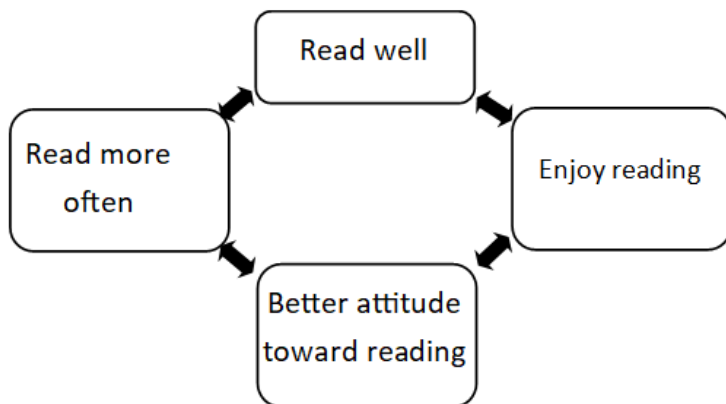 Read well
Read more
often
Enjoy reading
Better attitude
toward reading